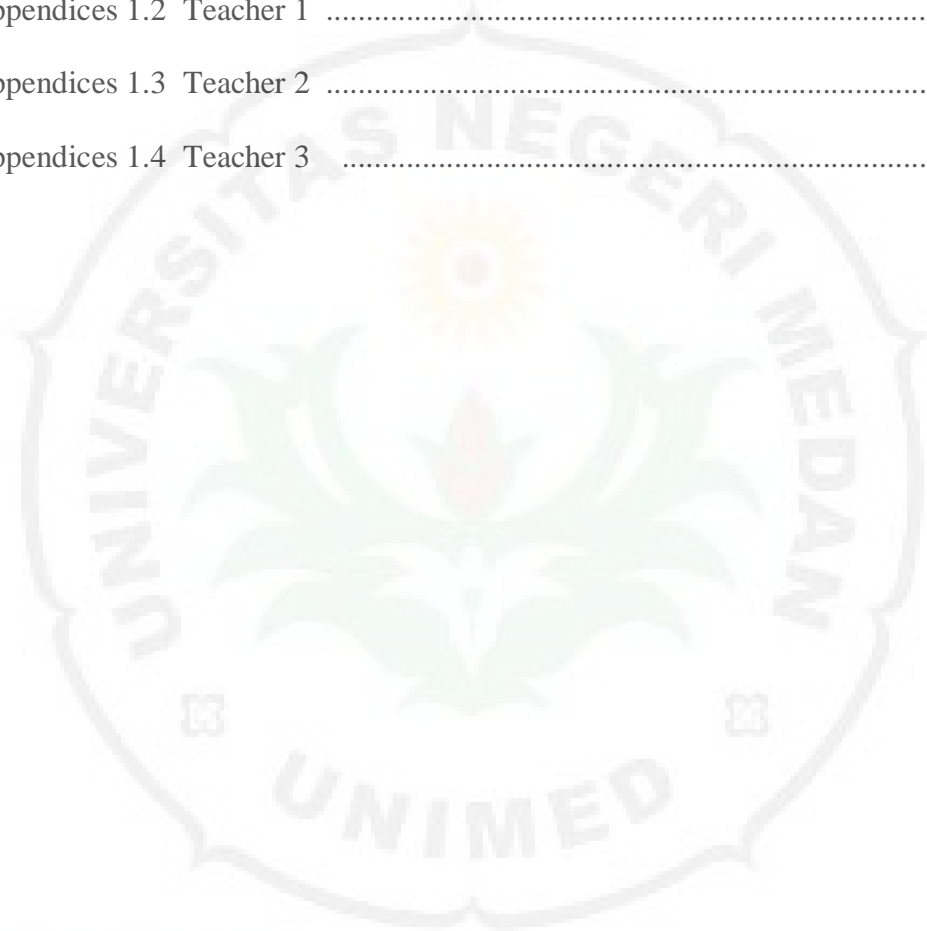 ppendices 1.2 Teacher 1 ................................................................................
ppendices 1.3 Teacher 2 ................................................................................
ppendices 1.4 Teacher 3 ..............................................................................
UNIVERSITAS NEGERI MEDAN
UNIMED